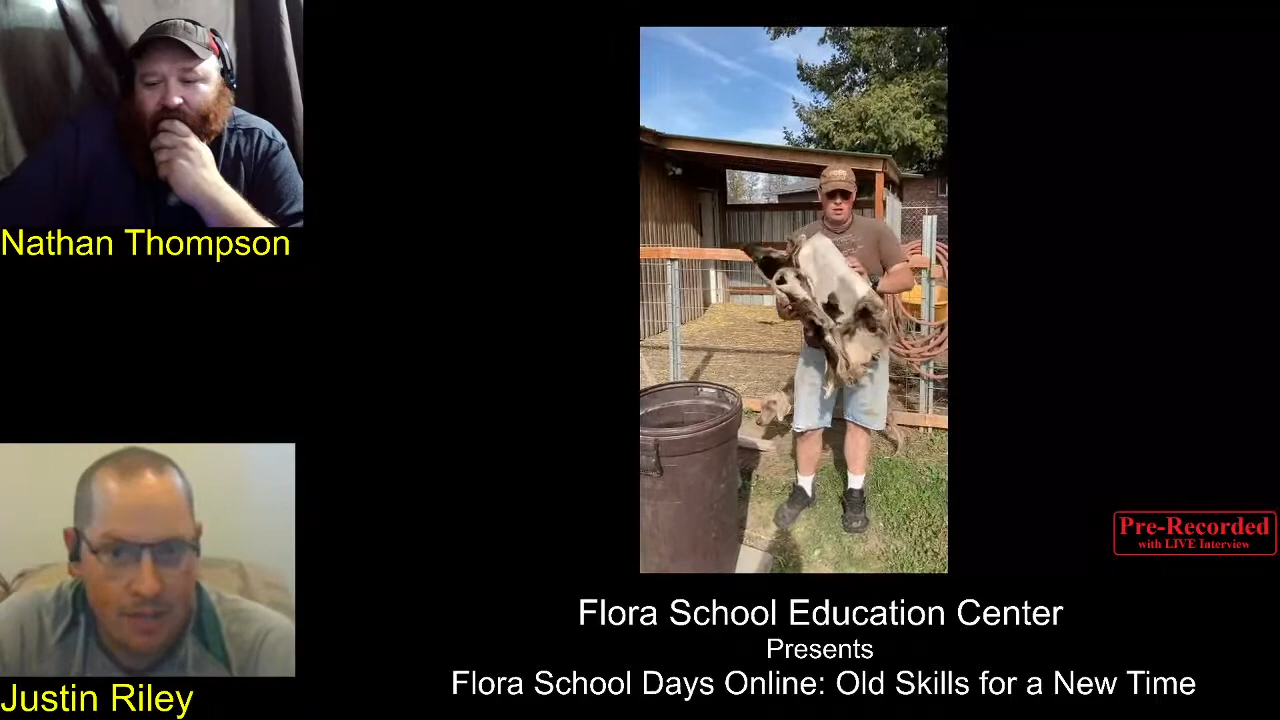 Nathan Thompson
Justin Riley
Pre-Recorded
with LIVE Interview
Flora School Education Center
Presents
Flora School Days Online: Old Skills for a New Time